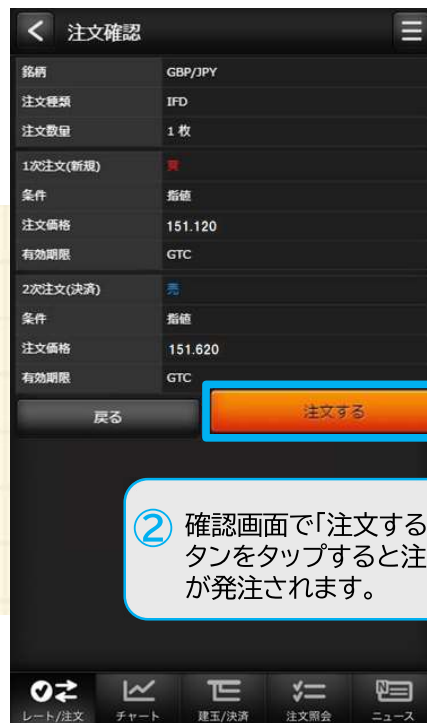 注文確認
銘柄 GBP/JPY
注文種類 IFD
注文数量 1 枚
1次注文(新規) 買
条件 指値
注文価格 151.120
有効期限 GTC
2次注文(決済) 売
条件 指値
注文価格 151.620
有効期限 GTC
戻る 注文する
② 確認画面で「注文する
タンをタップすると注
が発注されます。
レート/注文 チャート 建玉/決済 注文照会 ニュース